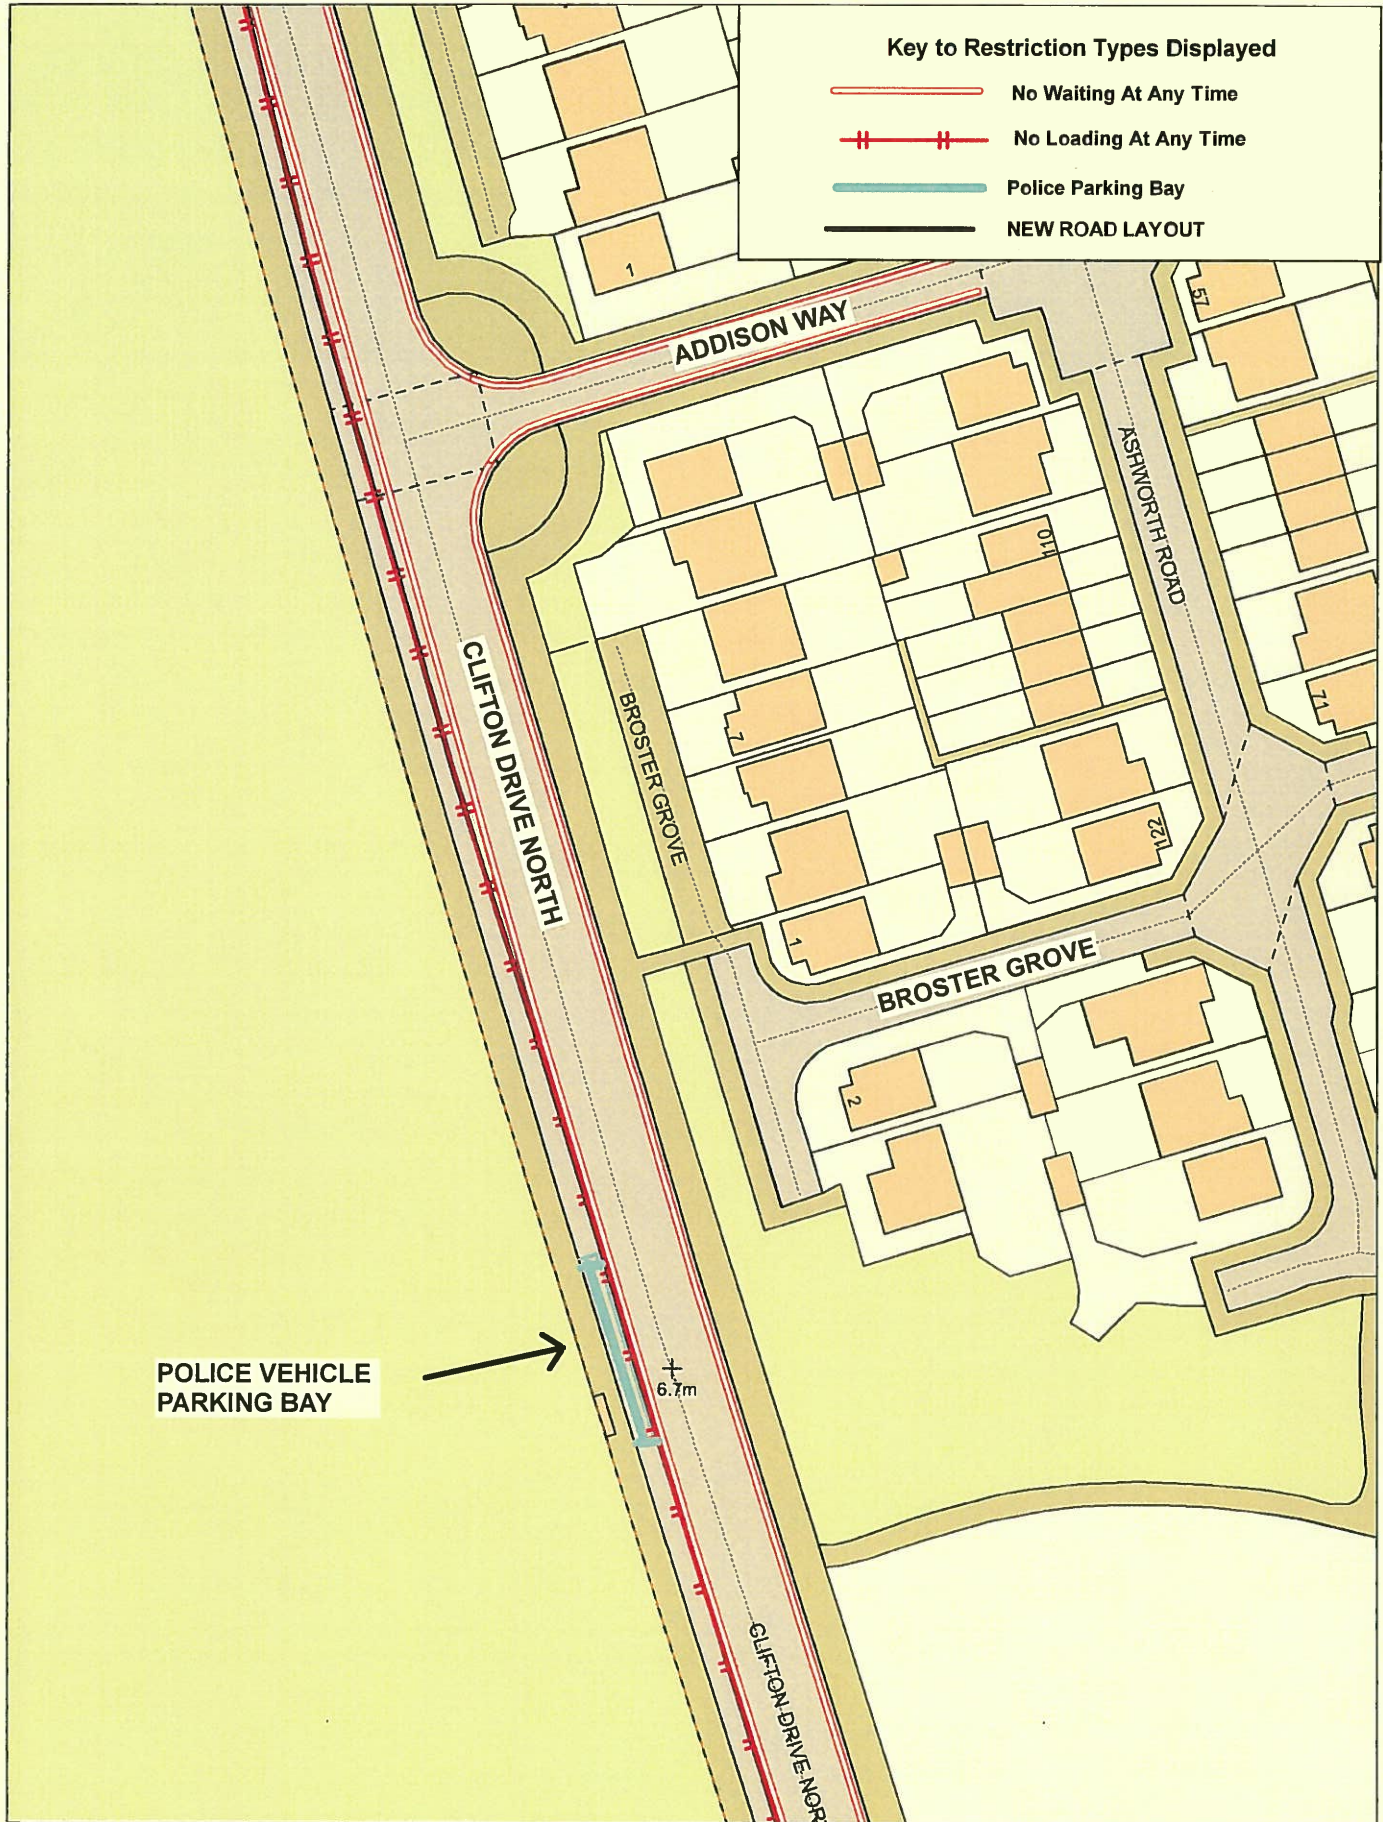 Key to Restriction Types Displayed
No Waiting At Any Time
No Loading At Any Time
Police Parking Bay
NEW ROAD LAYOUT
1
57
ADDISON WAY
ASHWORTH ROAD
110
CLIFTON DRIVE NORTH
BROSTER GROVE
7
71
122
1
BROSTER GROVE
2
POLICE VEHICLE
PARKING BAY
6.7m
CLIFTON DRIVE NOR